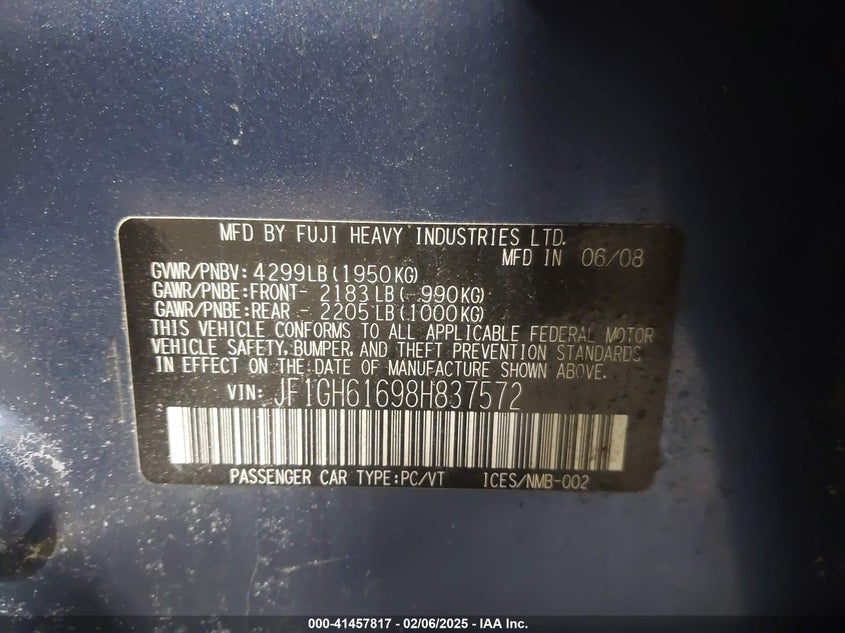 MFD BY FUJI HEAVY INDUSTRIES LTD.
MFD IN 06/08
GVWR/PNBV: 4299LB (1950KG)
GAWR/PNBE:FRONT- 2183LB ( 990KG)
GAWR/PNBE:REAR - 2205LB (1000KG)
THIS VEHICLE CONFORMS TO ALL APPLICABLE FEDERAL MOTOR
VEHICLE SAFETY, BUMPER, AND THEFT PREVENTION STANDARDS
IN EFFECT ON THE DATE OF MANUFACTURE SHOWN ABOVE.
VIN: JF1GH61698H837572
PASSENGER CAR TYPE:PC/VT ICES/NMB-002
000-41457817 - 02/06/2025 - IAA Inc.